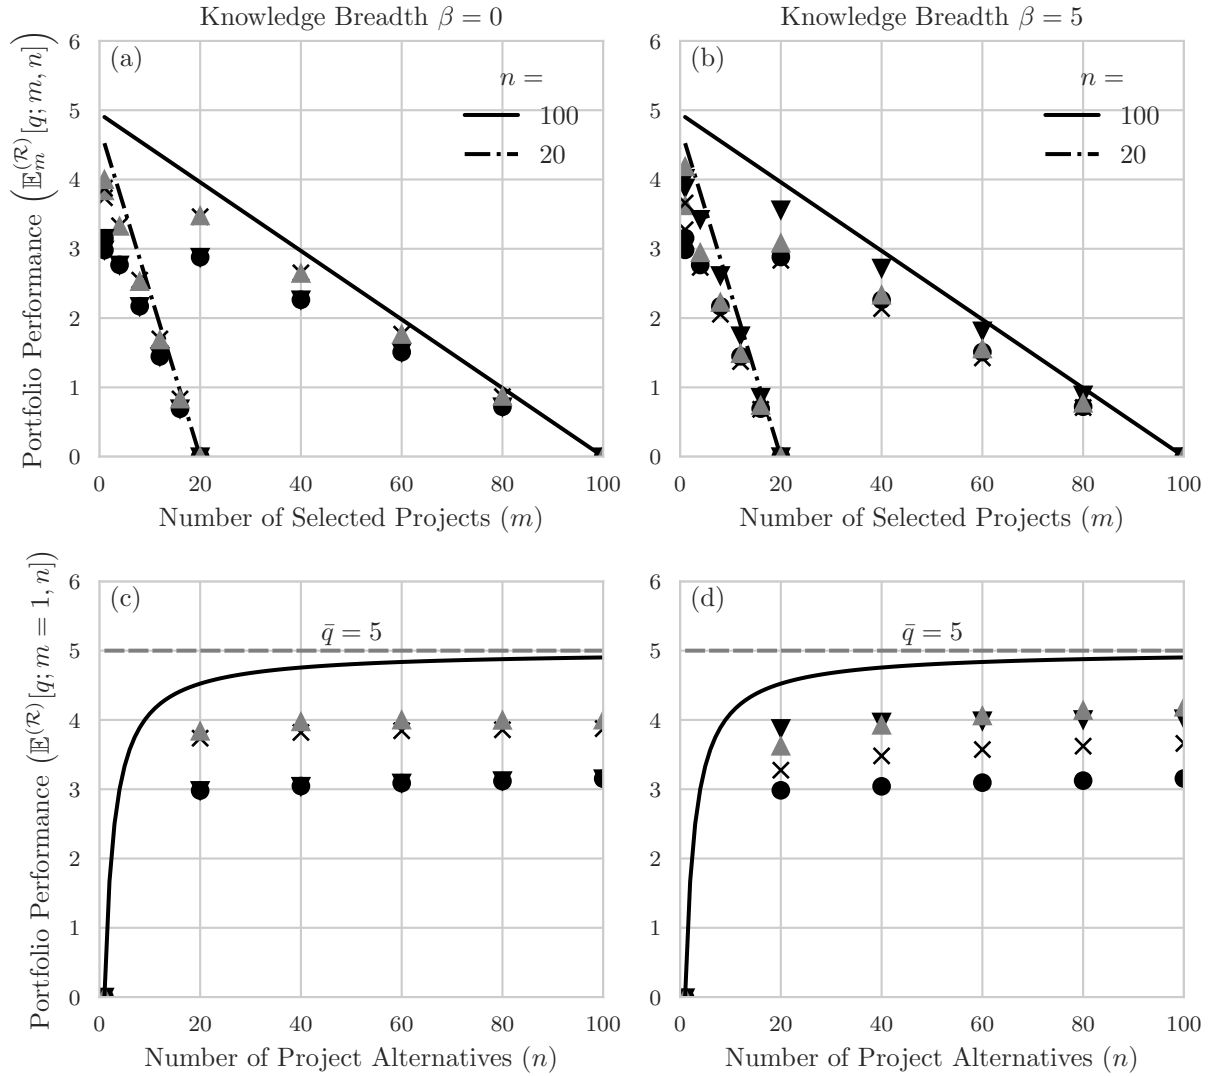 Knowledge Breadth β = 0
(a)
n =
100
20
Portfolio Performance (𝔼_m^(ℛ)[q; m, n])
6
5
4
3
2
1
0
0 20 40 60 80 100
Number of Selected Projects (m)
Knowledge Breadth β = 5
(b)
n =
100
20
6
5
4
3
2
1
0
0 20 40 60 80 100
Number of Selected Projects (m)
(c)
q̄ = 5
Portfolio Performance (𝔼^(ℛ)[q; m = 1, n])
6
5
4
3
2
1
0
0 20 40 60 80 100
Number of Project Alternatives (n)
(d)
q̄ = 5
6
5
4
3
2
1
0
0 20 40 60 80 100
Number of Project Alternatives (n)